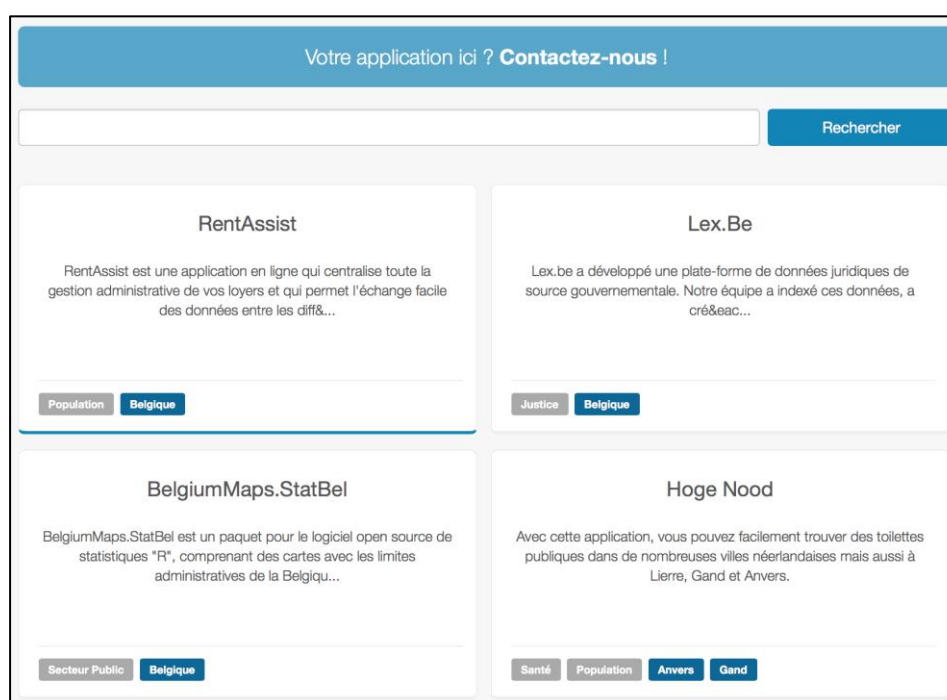 Votre application ici ? Contactez-nous !
Rechercher
RentAssist
RentAssist est une application en ligne qui centralise toute la
gestion administrative de vos loyers et qui permet l'échange facile
des données entre les diff&...
Population Belgique
Lex.Be
Lex.be a développé une plate-forme de données juridiques de
source gouvernementale. Notre équipe a indexé ces données, a
cré&eac...
Justice Belgique
BelgiumMaps.StatBel
BelgiumMaps.StatBel est un paquet pour le logiciel open source de
statistiques "R", comprenant des cartes avec les limites
administratives de la Belgiqu...
Secteur Public Belgique
Hoge Nood
Avec cette application, vous pouvez facilement trouver des toilettes
publiques dans de nombreuses villes néerlandaises mais aussi à
Lierre, Gand et Anvers.
Santé Population Anvers Gand